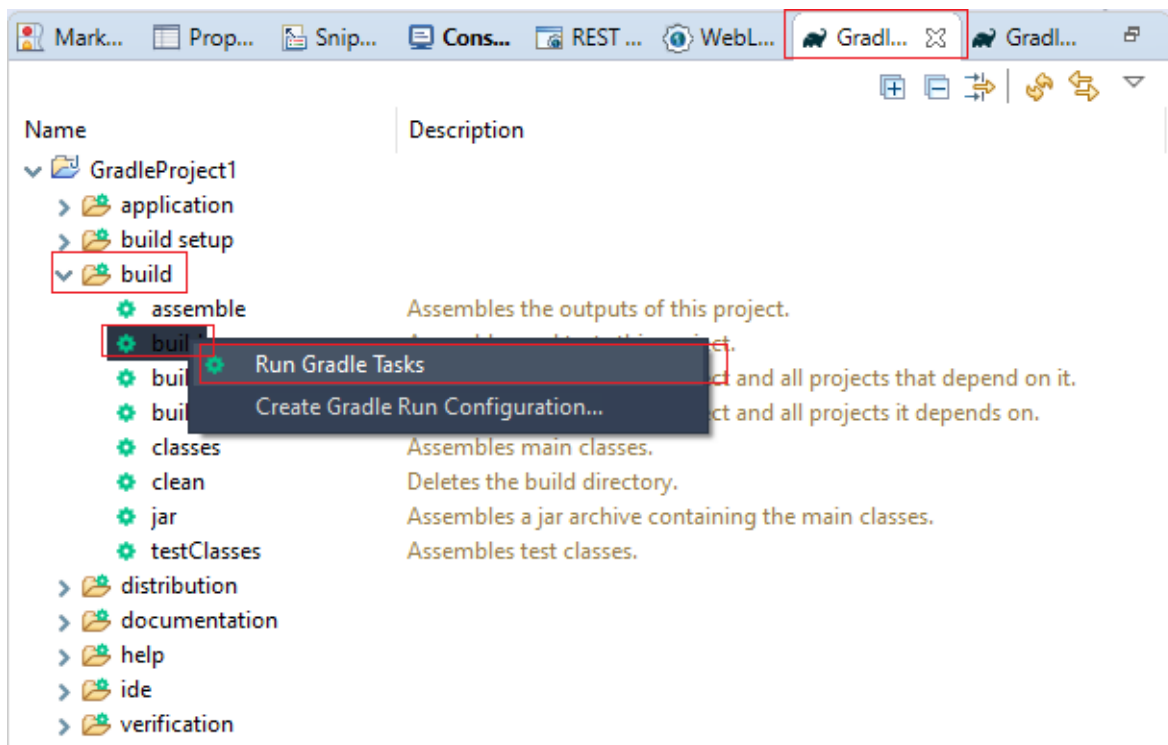 Mark... Prop... Snip... Cons... REST ... WebL... Gradl... Gradl...
Name Description
GradleProject1
application
build setup
build
assemble Assembles the outputs of this project.
Run Gradle Tasks
and all projects that depend on it.
Create Gradle Run Configuration...
and all projects it depends on.
classes Assembles main classes.
clean Deletes the build directory.
jar Assembles a jar archive containing the main classes.
testClasses Assembles test classes.
distribution
documentation
help
ide
verification